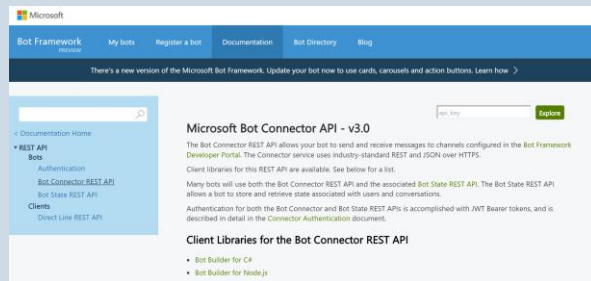 Microsoft
Bot Framework
PREVIEW
My bots
Register a bot
Documentation
Bot Directory
Blog
There's a new version of the Microsoft Bot Framework. Update your bot now to use cards, carousels and action buttons. Learn how >
api_key
Explore
< Documentation Home
REST API
Bots
Authentication
Bot Connector REST API
Bot State REST API
Clients
Direct Line REST API
Microsoft Bot Connector API - v3.0
The Bot Connector REST API allows your bot to send and receive messages to channels configured in the Bot Framework
Developer Portal. The Connector service uses industry-standard REST and JSON over HTTPS.
Client libraries for this REST API are available. See below for a list.
Many bots will use both the Bot Connector REST API and the associated Bot State REST API. The Bot State REST API
allows a bot to store and retrieve state associated with users and conversations.
Authentication for both the Bot Connector and Bot State REST APIs is accomplished with JWT Bearer tokens, and is
described in detail in the Connector Authentication document.
Client Libraries for the Bot Connector REST API
• Bot Builder for C#
• Bot Builder for Node.js